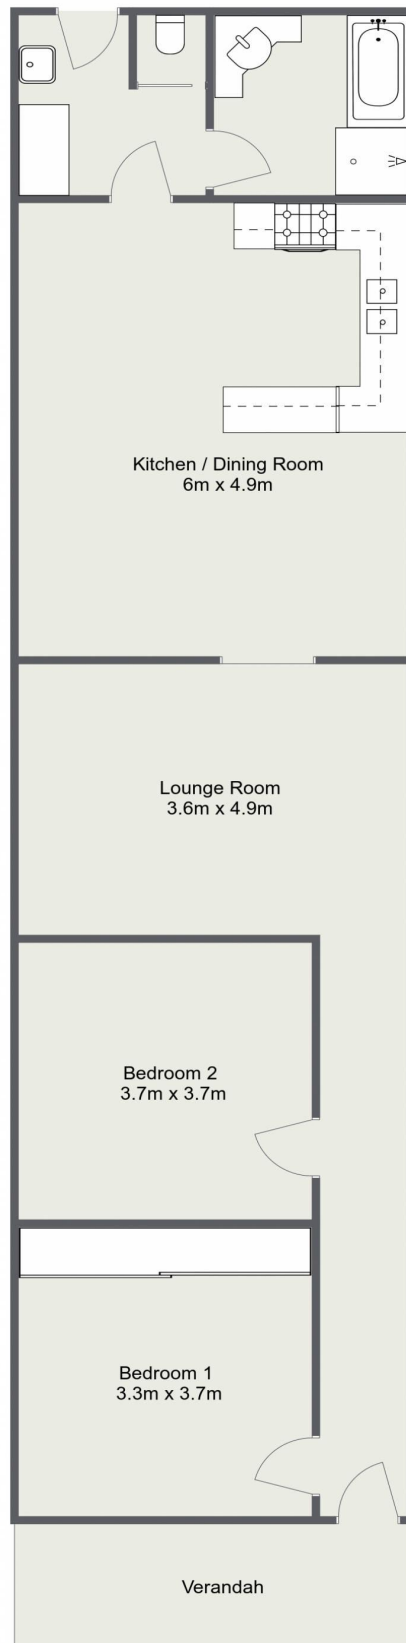 Kitchen / Dining Room
6m x 4.9m
Lounge Room
3.6m x 4.9m
Bedroom 2
3.7m x 3.7m
Bedroom 1
3.3m x 3.7m
Verandah